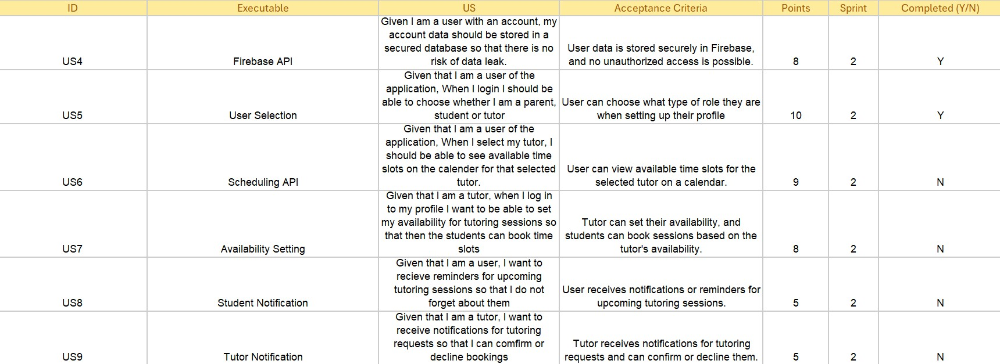 ID Executable US Acceptance Criteria Points Sprint Completed (Y/N)
Given I am a user with an account, my
account data should be stored in a
secured database so that there is no
risk of data leak.
User data is stored securely in Firebase,
and no unauthorized access is possible.
US4 Firebase API 8 2 Y
Given that I am a user of the
application, When I login I should be
able to choose whether I am a parent,
student or tutor
User can choose what type of role they are
when setting up their profile
US5 User Selection 10 2 Y
Given that I am a user of the
application, When I select my tutor, I
should be able to see available time
slots on the calender for that selected
tutor.
User can view available time slots for the
selected tutor on a calendar.
US6 Scheduling API 9 2 N
Given that I am a tutor, when I log in
to my profile I want to be able to set
my availability for tutoring sessions so
that then the students can book time
slots
Tutor can set their availability, and
students can book sessions based on the
tutor's availability.
US7 Availability Setting 8 2 N
Given that I am a user, I want to
recieve reminders for upcoming
tutoring sessions so that I do not
forget about them
User receives notifications or reminders for
upcoming tutoring sessions.
US8 Student Notification 5 2 N
Given that I am a tutor, I want to
receive notifications for tutoring
requests so that I can comfirm or
decline bookings
Tutor receives notifications for tutoring
requests and can confirm or decline them.
US9 Tutor Notification 5 2 N